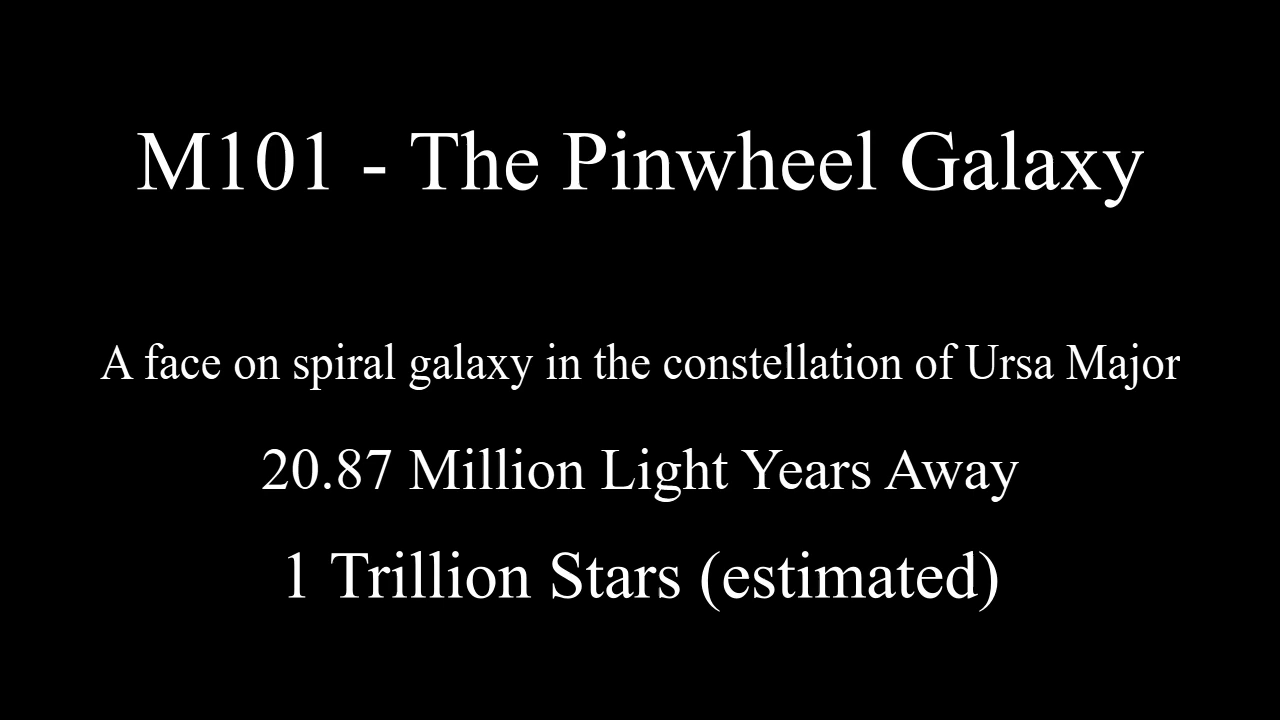 M101 - The Pinwheel Galaxy
A face on spiral galaxy in the constellation of Ursa Major
20.87 Million Light Years Away
1 Trillion Stars (estimated)